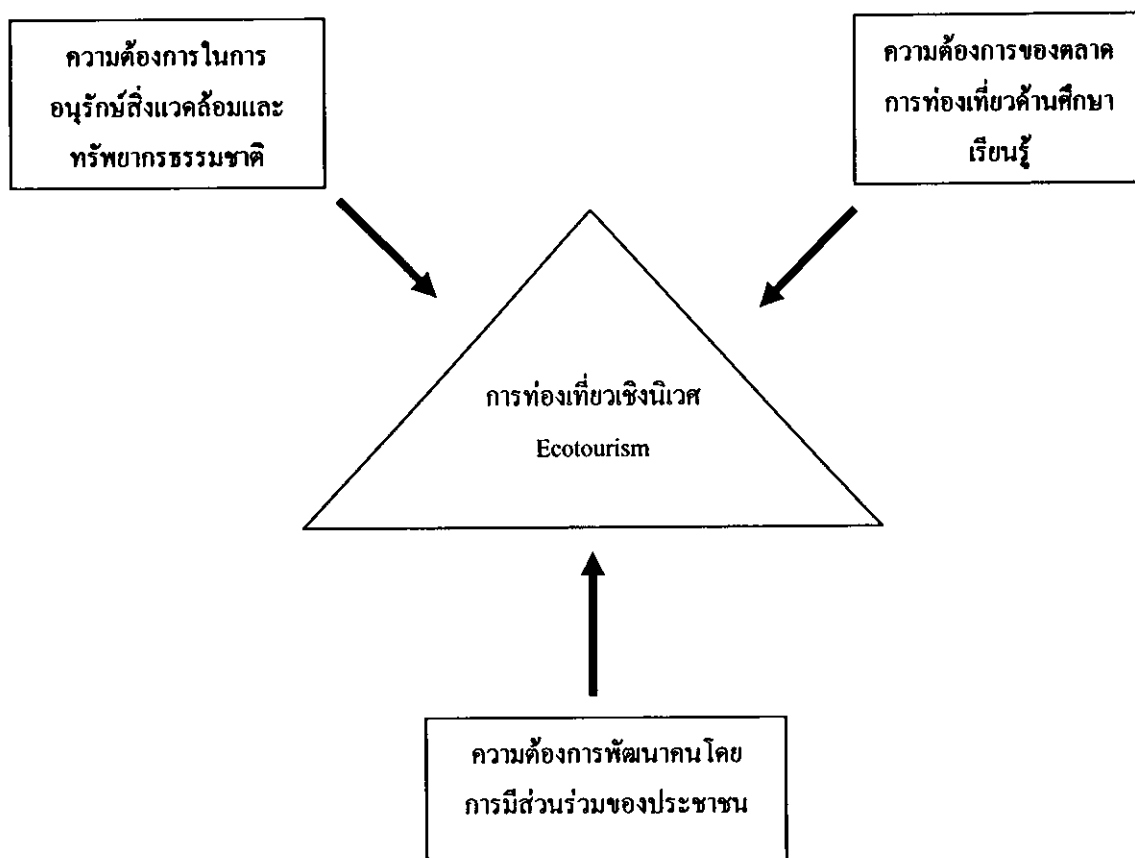 ความต้องการในการ
อนุรักษ์สิ่งแวดล้อมและ
ทรัพยากรธรรมชาติ
ความต้องการของตลาด
การท่องเที่ยวด้านศึกษา
เรียนรู้
การท่องเที่ยวเชิงนิเวศ
Ecotourism
ความต้องการพัฒนาคนโดย
การมีส่วนร่วมของประชาชน